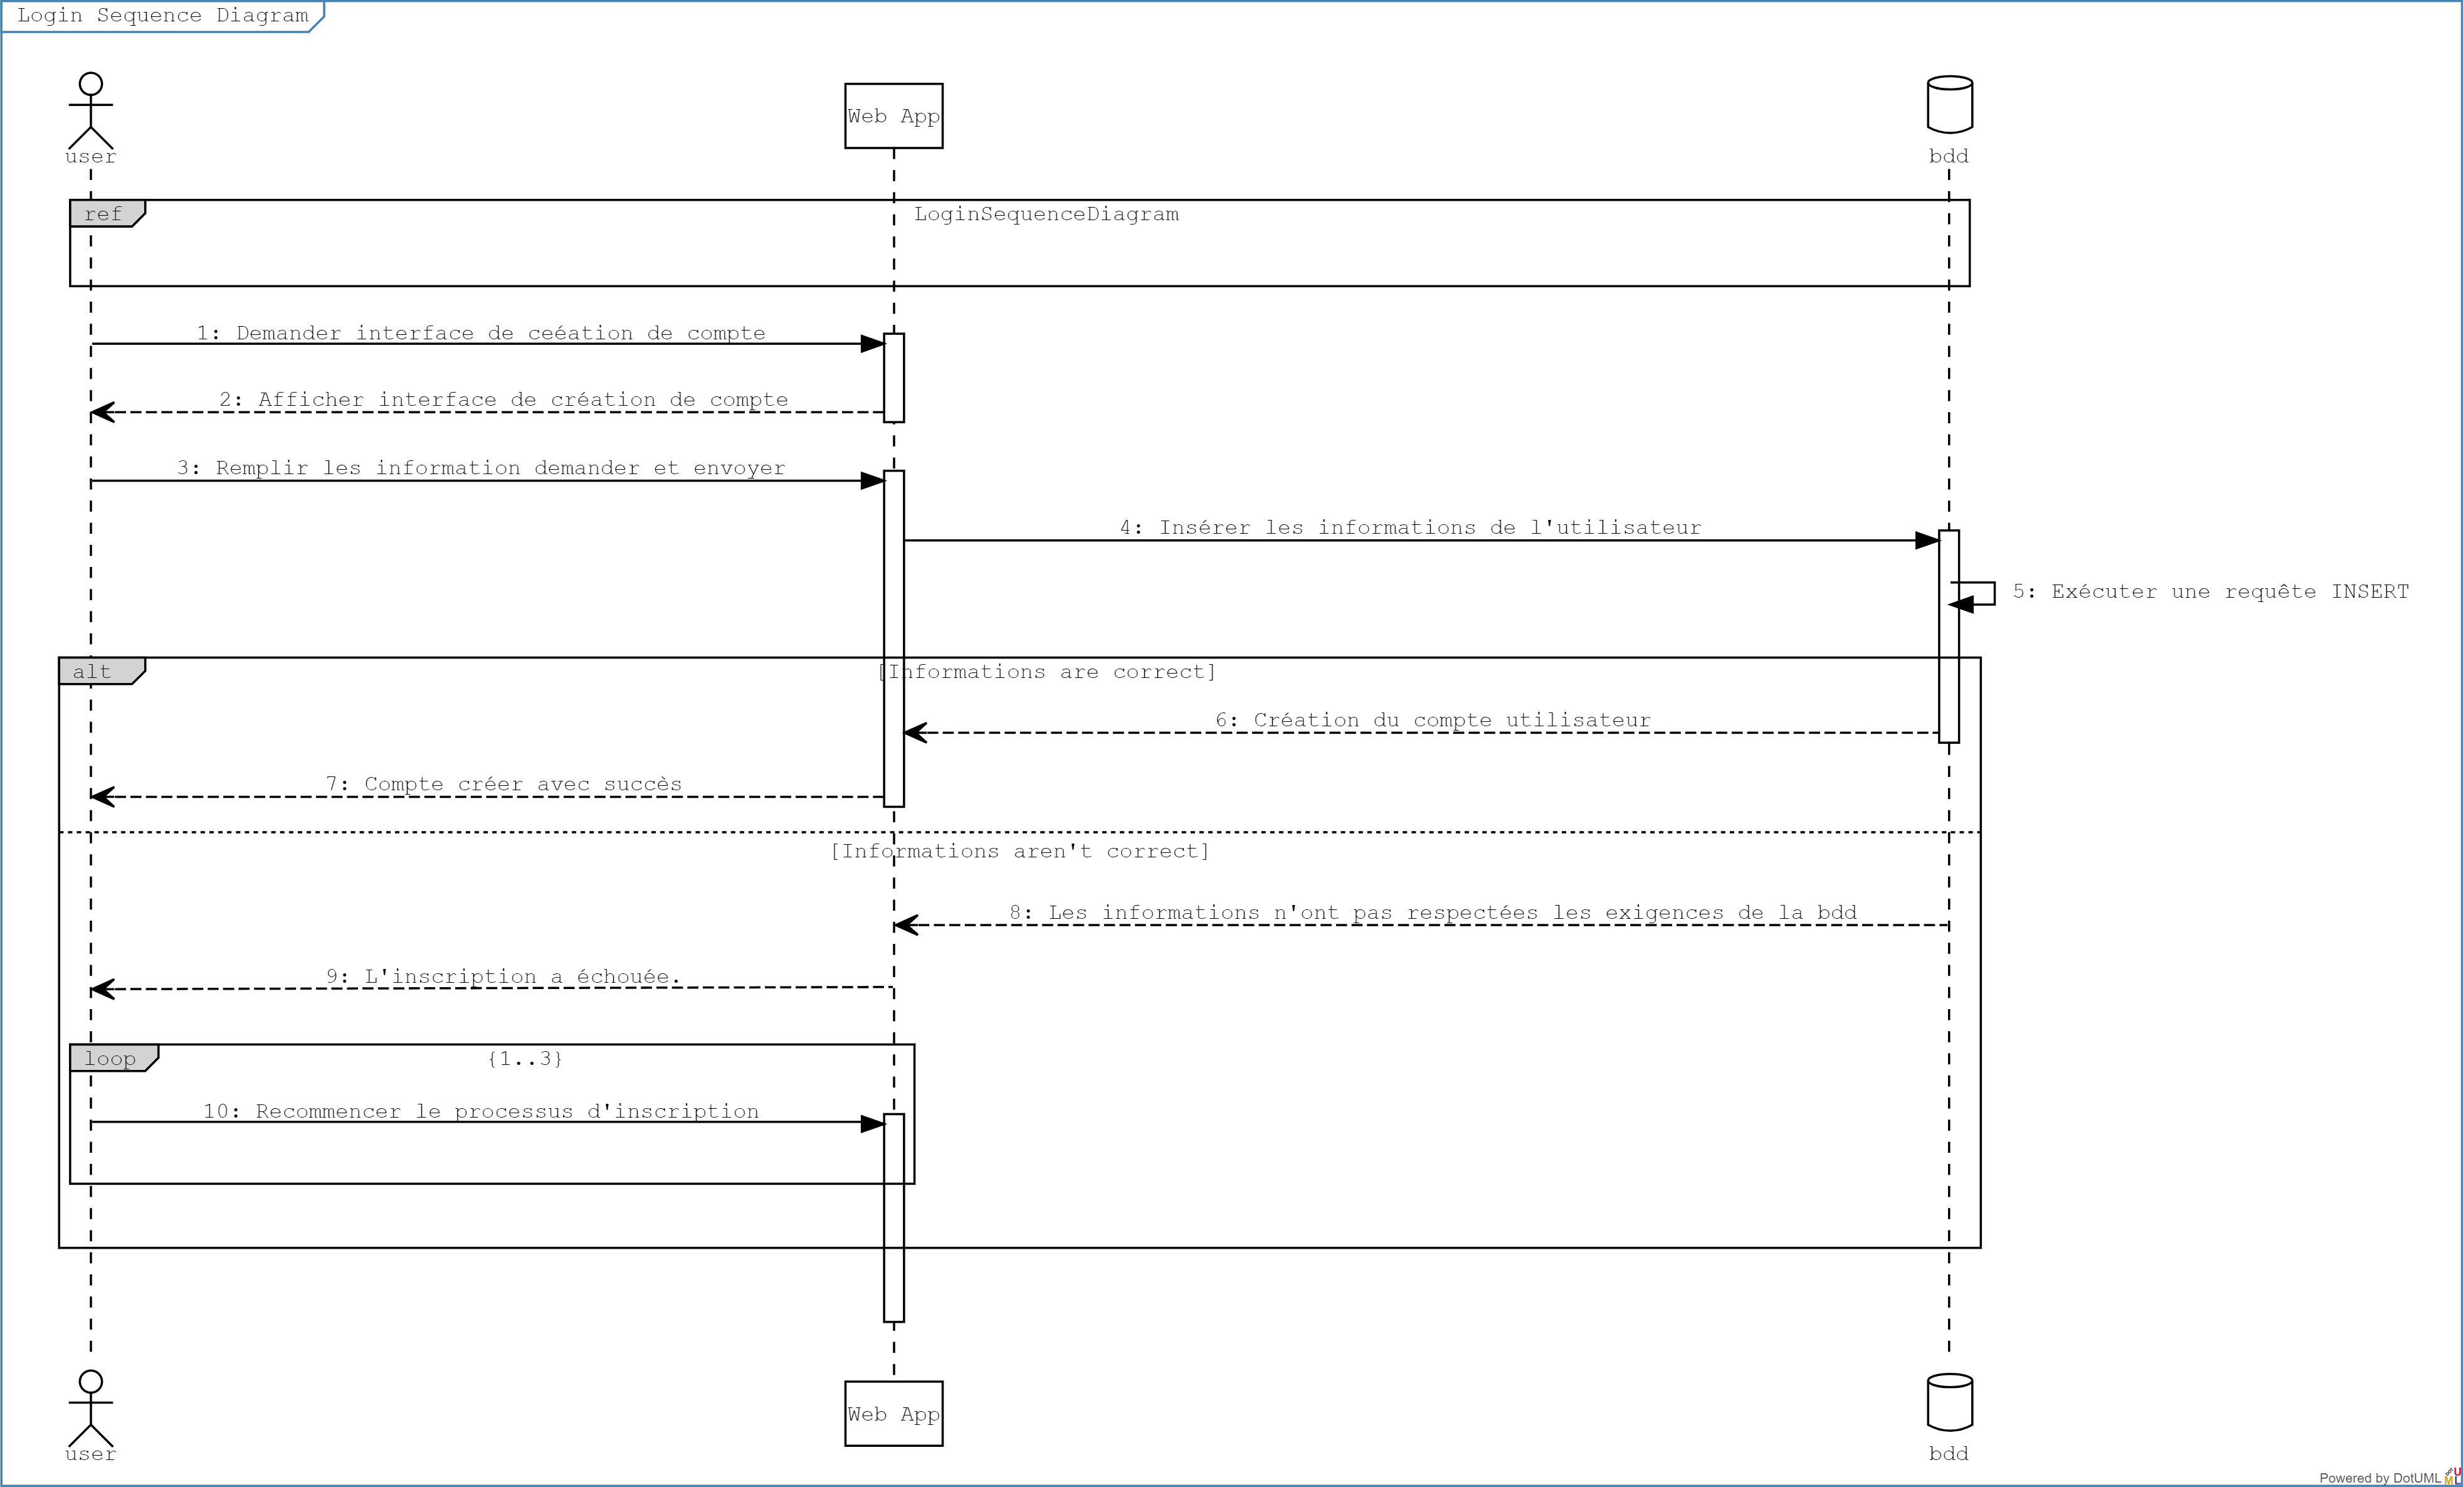 Login Sequence Diagram
user
Web App
bdd
ref
LoginSequenceDiagram
1: Demander interface de ceéation de compte
2: Afficher interface de création de compte
3: Remplir les information demander et envoyer
4: Insérer les informations de l'utilisateur
5: Exécuter une requête INSERT
alt
[Informations are correct]
6: Création du compte utilisateur
7: Compte créer avec succès
[Informations aren't correct]
8: Les informations n'ont pas respectées les exigences de la bdd
9: L'inscription a échouée.
loop
{1..3}
10: Recommencer le processus d'inscription
user
Web App
bdd
Powered by DotUML